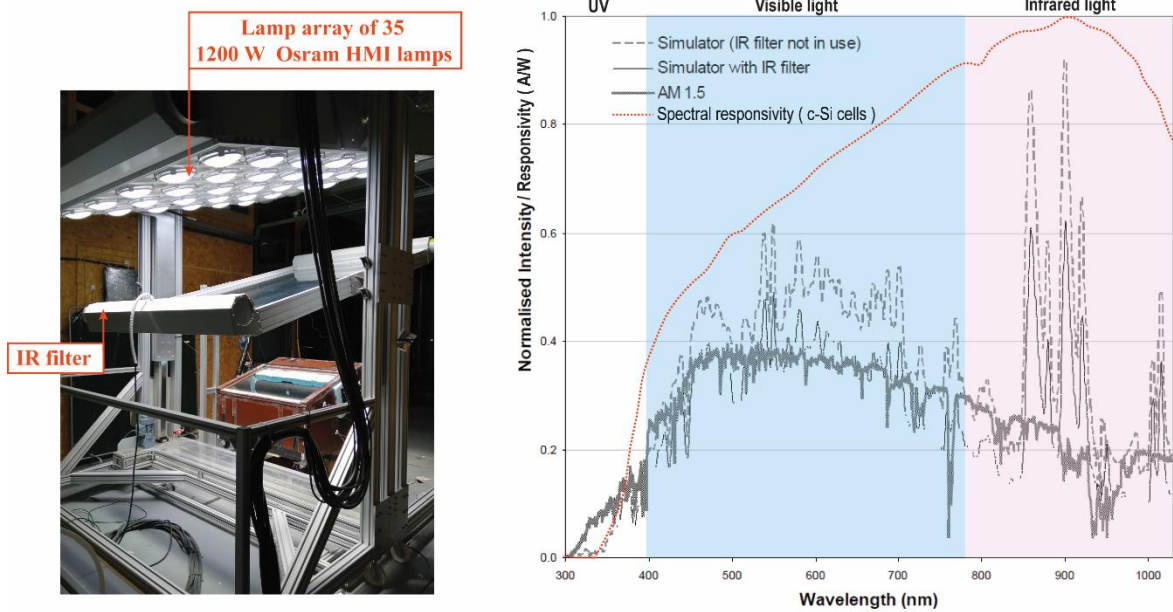 Lamp array of 35
1200 W Osram HMI lamps
IR filter
UV
Visible light
Infrared light
Simulator (IR filter not in use)
Simulator with IR filter
AM 1.5
Spectral responsivity ( c-Si cells )
Normalised Intensity/ Responsivity ( A/W)
1.0
0.8
0.6
0.4
0.2
0.0
300
400
500
600
700
800
900
1000
Wavelength (nm)